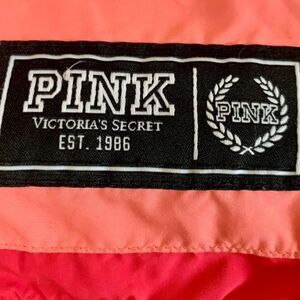 PINK
VICTORIA'S SECRET
EST. 1986
PINK